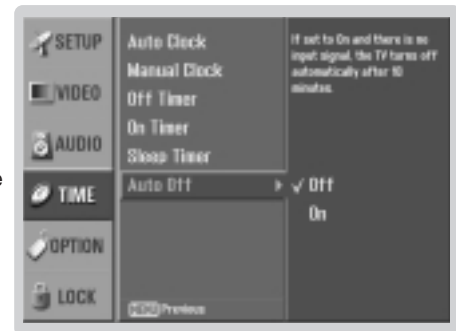 SETUP
VIDEO
AUDIO
TIME
OPTION
LOCK
Auto Clock
Manual Clock
Off Timer
On Timer
Sleep Timer
Auto Off
MENU Previous
If set to On and there is no
input signal, the TV turns off
automatically after 10
minutes.
✓ Off
On
e